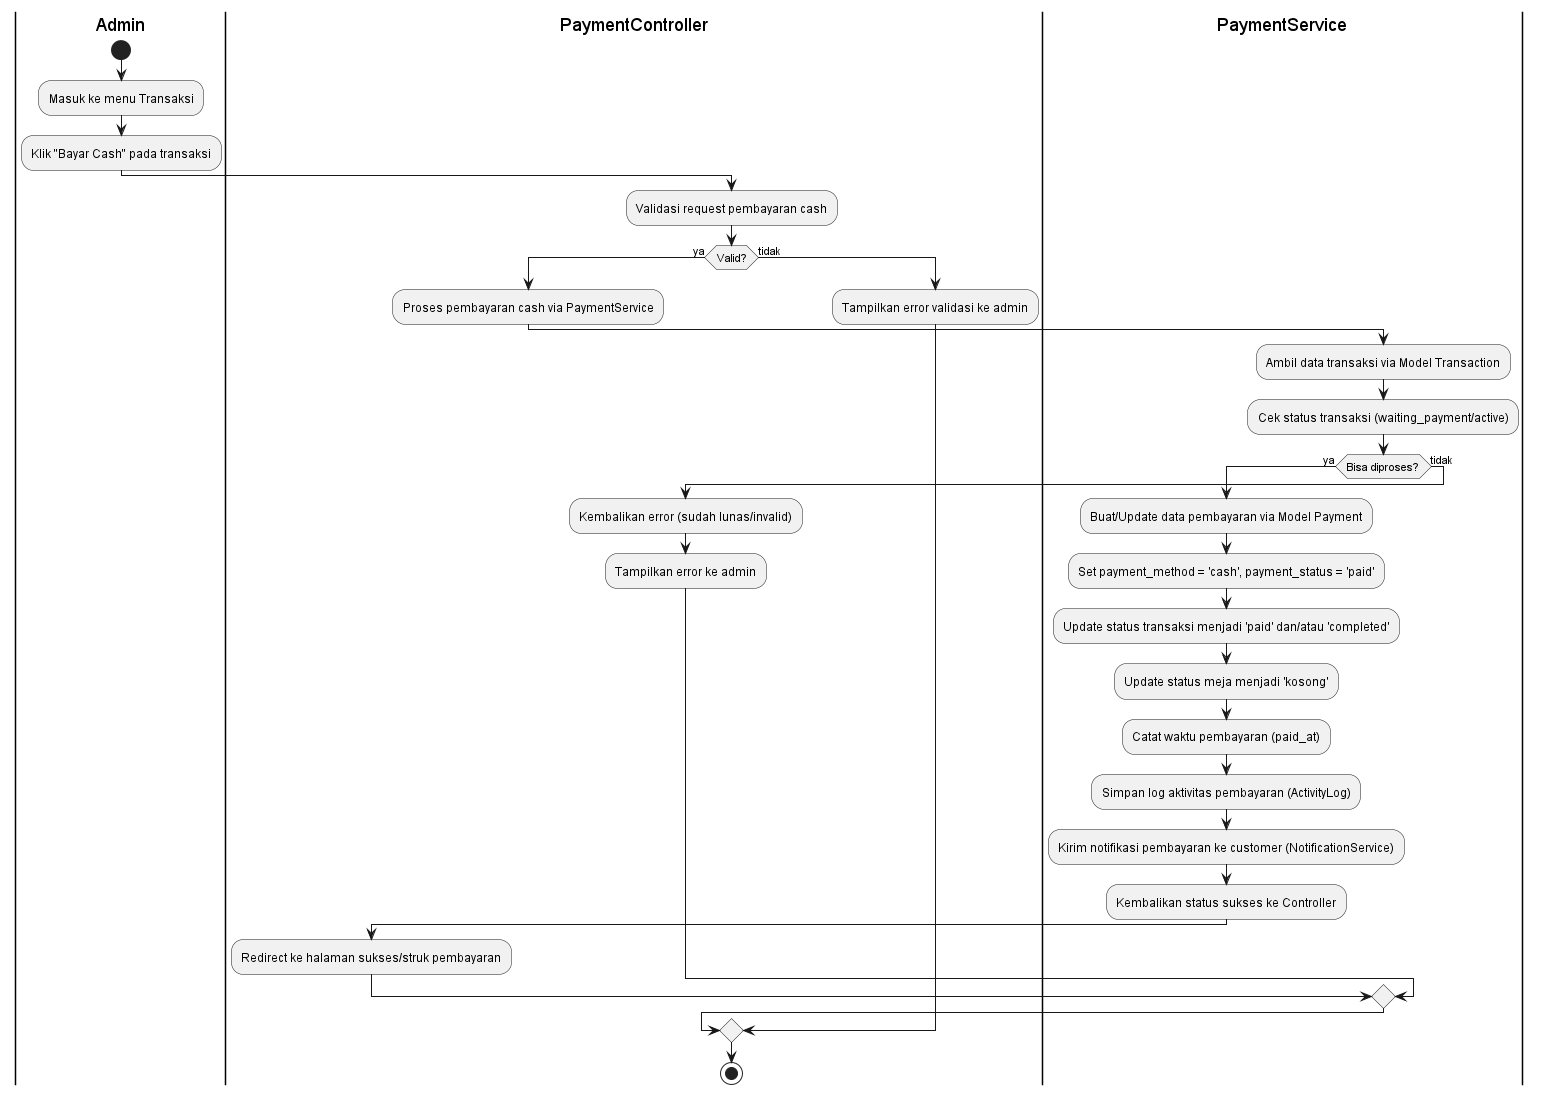 Admin
PaymentController
PaymentService
Masuk ke menu Transaksi
Klik "Bayar Cash" pada transaksi
Validasi request pembayaran cash
ya
Valid?
tidak
Proses pembayaran cash via PaymentService
Tampilkan error validasi ke admin
Ambil data transaksi via Model Transaction
Cek status transaksi (waiting_payment/active)
ya
Bisa diproses?
tidak
Kembalikan error (sudah lunas/invalid)
Buat/Update data pembayaran via Model Payment
Tampilkan error ke admin
Set payment_method = 'cash', payment_status = 'paid'
Update status transaksi menjadi 'paid' dan/atau 'completed'
Update status meja menjadi 'kosong'
Catat waktu pembayaran (paid_at)
Simpan log aktivitas pembayaran (ActivityLog)
Kirim notifikasi pembayaran ke customer (NotificationService)
Kembalikan status sukses ke Controller
Redirect ke halaman sukses/struk pembayaran